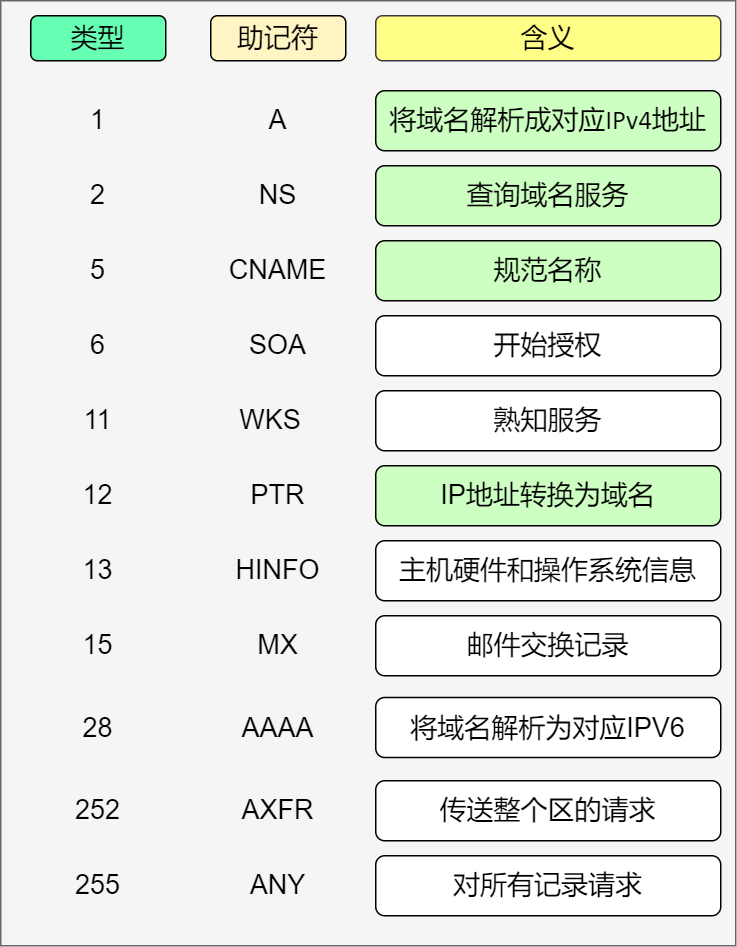 类型 助记符 含义
1 A 将域名解析成对应IPv4地址
2 NS 查询域名服务
5 CNAME 规范名称
6 SOA 开始授权
11 WKS 熟知服务
12 PTR IP地址转换为域名
13 HINFO 主机硬件和操作系统信息
15 MX 邮件交换记录
28 AAAA 将域名解析为对应IPV6
252 AXFR 传送整个区的请求
255 ANY 对所有记录请求